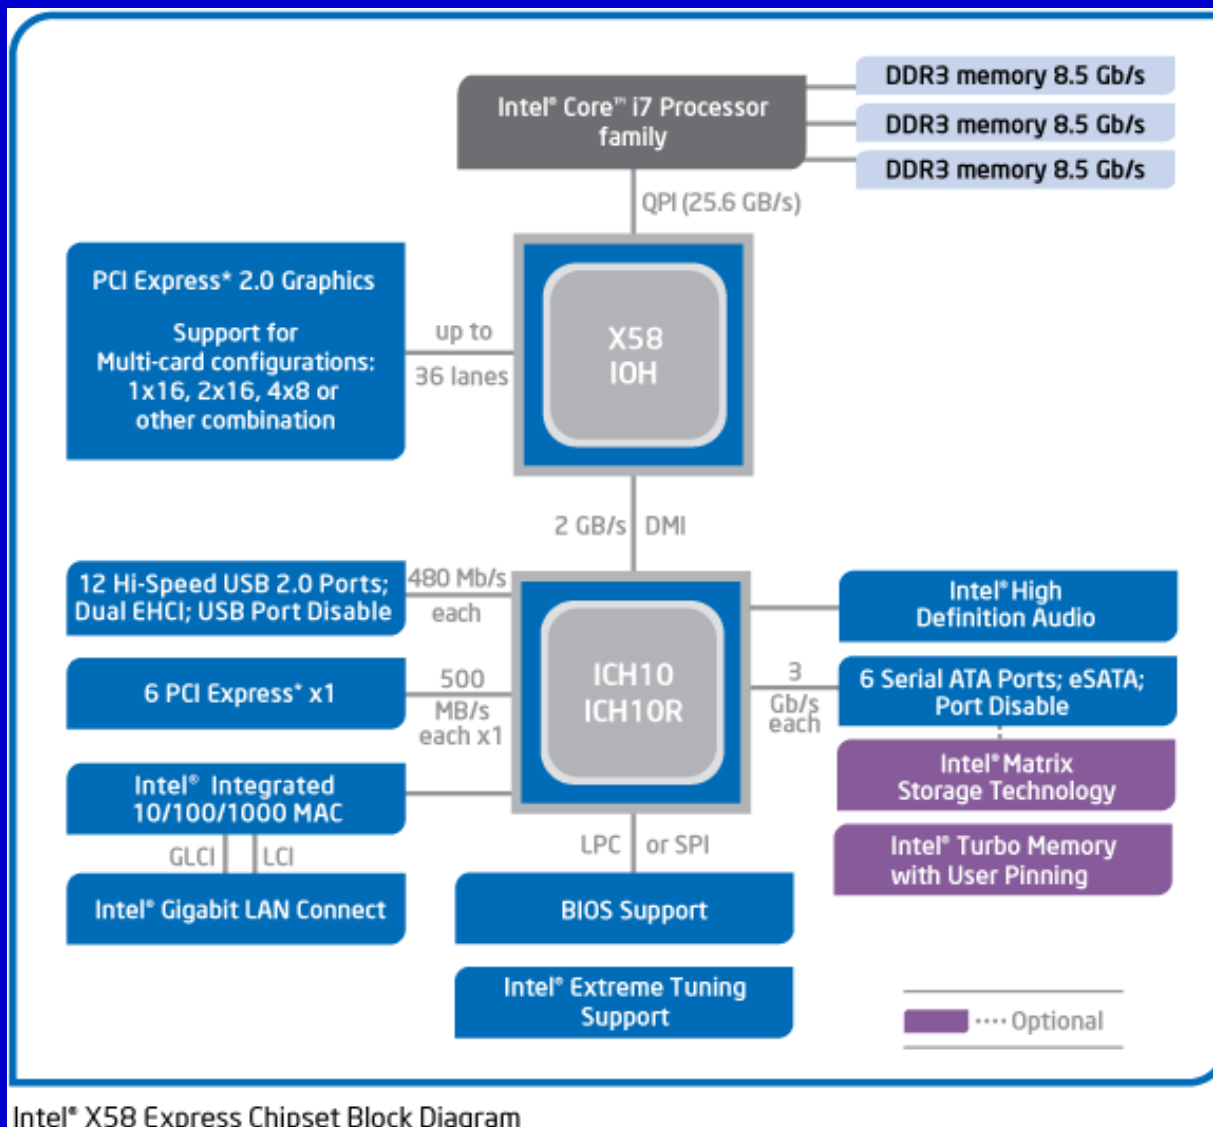 Intel® Core™ i7 Processor
family
DDR3 memory 8.5 Gb/s
DDR3 memory 8.5 Gb/s
DDR3 memory 8.5 Gb/s
QPI (25.6 GB/s)
PCI Express* 2.0 Graphics
Support for
Multi-card configurations:
1x16, 2x16, 4x8 or
other combination
up to
36 lanes
X58
IOH
2 GB/s DMI
12 Hi-Speed USB 2.0 Ports;
Dual EHCI; USB Port Disable
480 Mb/s
each
6 PCI Express* x1
500
MB/s
each x1
Intel® Integrated
10/100/1000 MAC
GLCI LCI
Intel® Gigabit LAN Connect
ICH10
ICH10R
Intel® High
Definition Audio
3
Gb/s
each
6 Serial ATA Ports; eSATA;
Port Disable
Intel® Matrix
Storage Technology
Intel® Turbo Memory
with User Pinning
LPC or SPI
BIOS Support
Intel® Extreme Tuning
Support
Optional
Intel® X58 Express Chipset Block Diagram